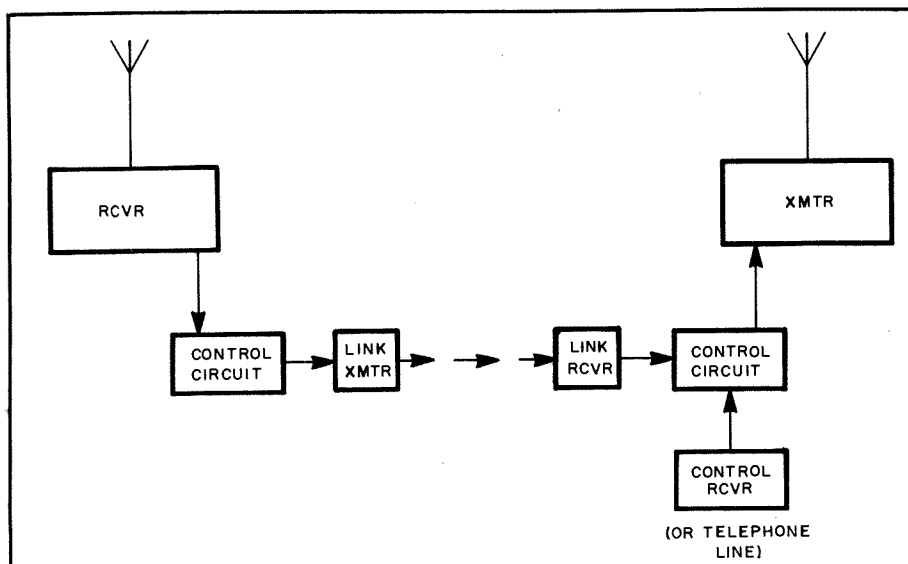 RCVR
XMTR
CONTROL
CIRCUIT
LINK
XMTR
LINK
RCVR
CONTROL
CIRCUIT
CONTROL
RCVR
(OR TELEPHONE
LINE)